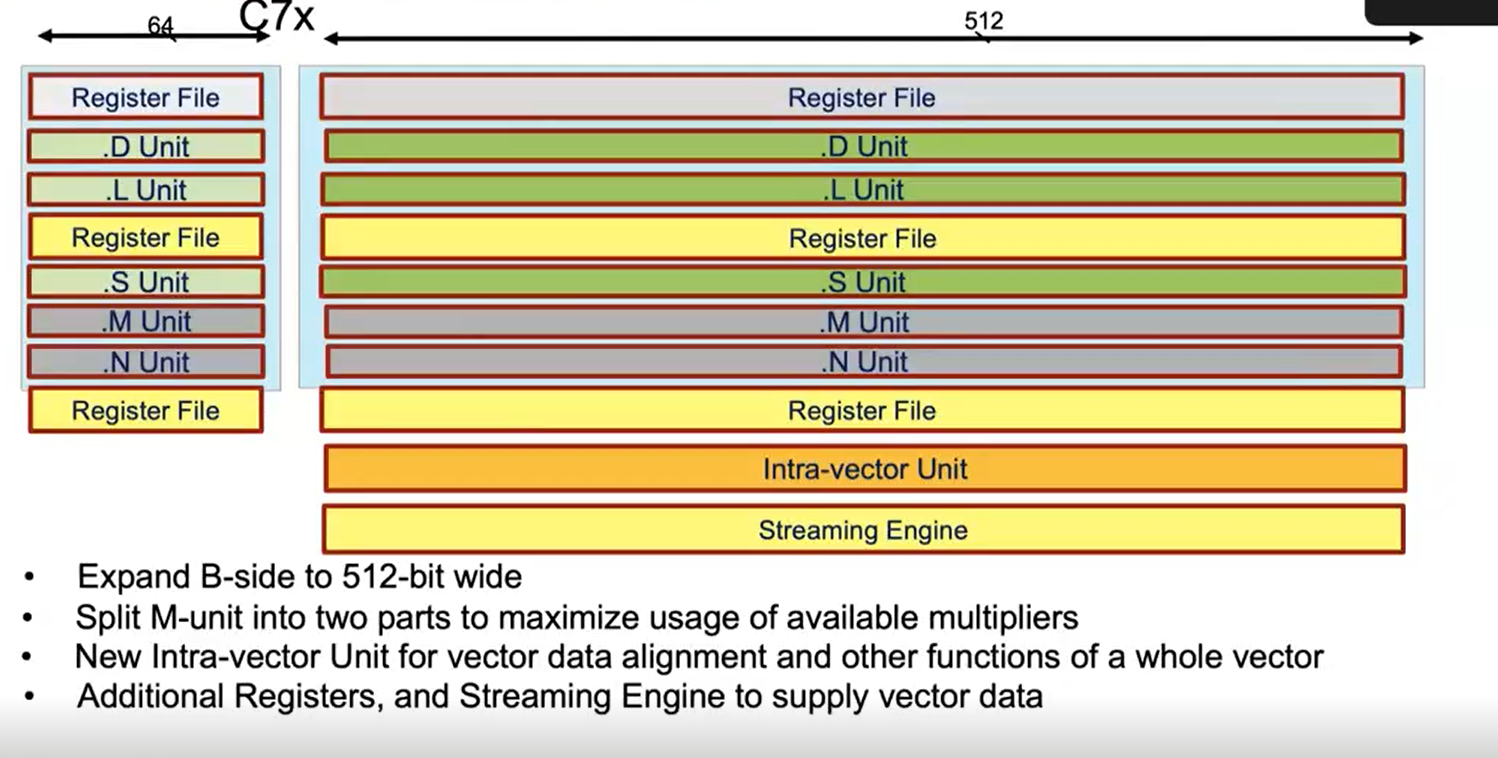 C7x
64
512
Register File
Register File
.D Unit
.D Unit
.L Unit
.L Unit
Register File
Register File
.S Unit
.S Unit
.M Unit
.M Unit
.N Unit
.N Unit
Register File
Register File
Intra-vector Unit
Streaming Engine
• Expand B-side to 512-bit wide
• Split M-unit into two parts to maximize usage of available multipliers
• New Intra-vector Unit for vector data alignment and other functions of a whole vector
• Additional Registers, and Streaming Engine to supply vector data